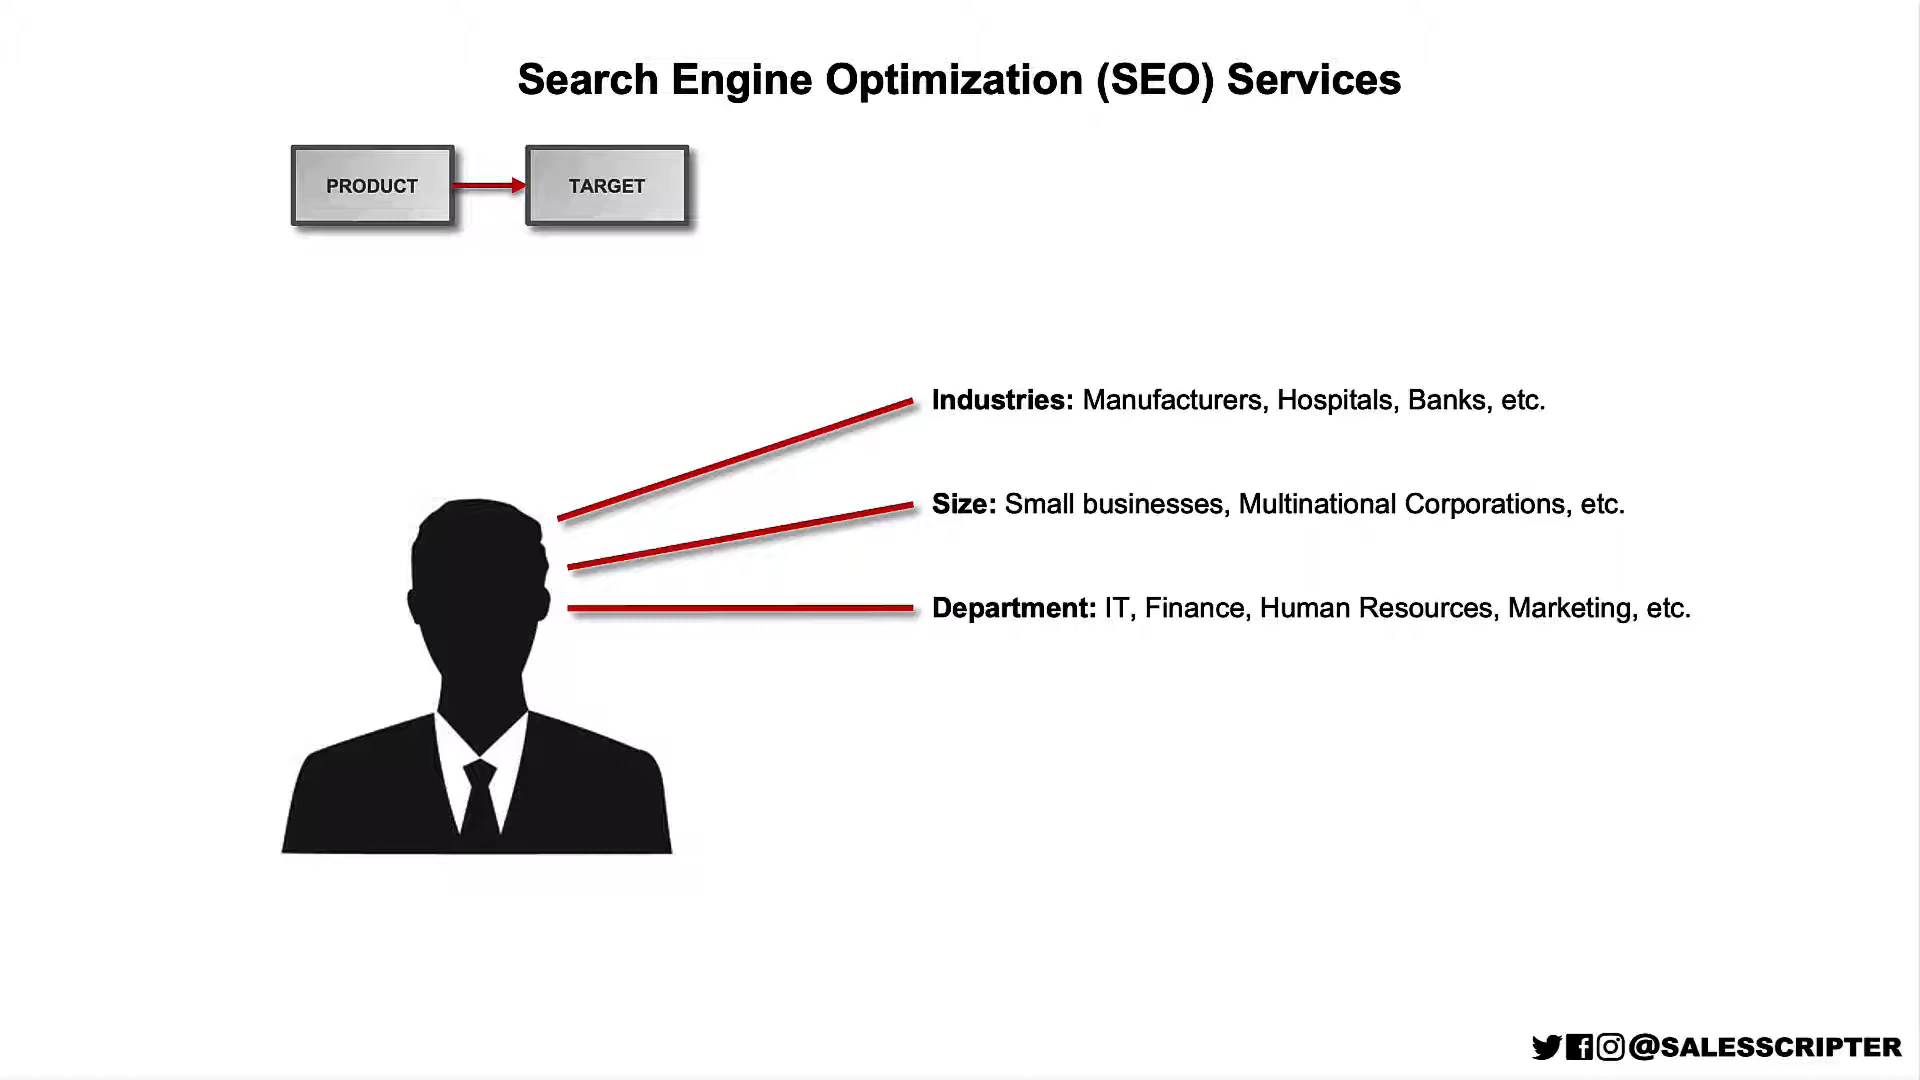 Search Engine Optimization (SEO) Services
PRODUCT
TARGET
Industries: Manufacturers, Hospitals, Banks, etc.
Size: Small businesses, Multinational Corporations, etc.
Department: IT, Finance, Human Resources, Marketing, etc.
@SALESSCRIPTER